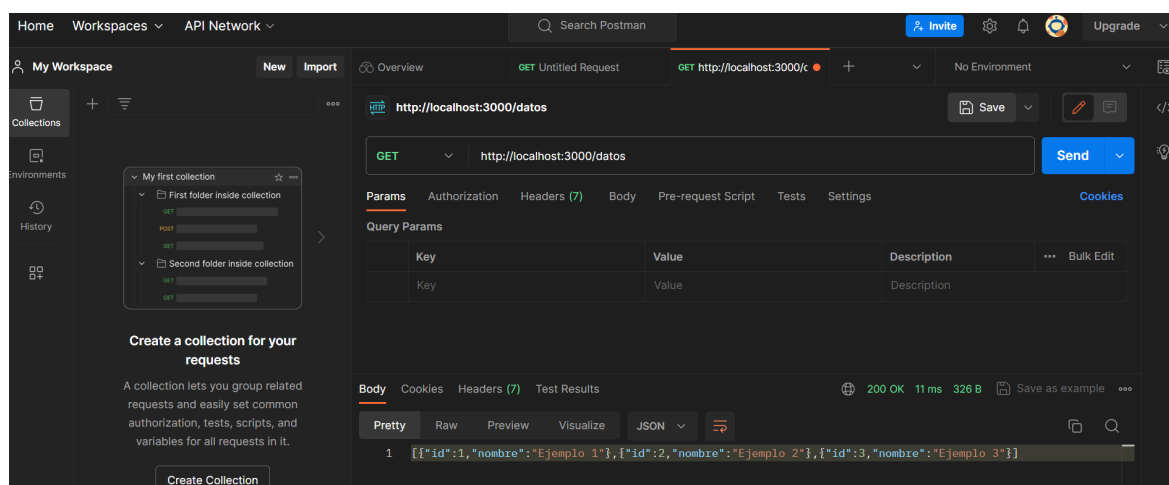 Home Workspaces API Network Search Postman Invite Upgrade
My Workspace New Import Overview GET Untitled Request GET http://localhost:3000/c No Environment
Collections
Environments
History
My first collection
First folder inside collection
GET
POST
GET
Second folder inside collection
GET
GET
Create a collection for your
requests
A collection lets you group related
requests and easily set common
authorization, tests, scripts, and
variables for all requests in it.
Create Collection
HTTP http://localhost:3000/datos Save
GET http://localhost:3000/datos Send
Params Authorization Headers (7) Body Pre-request Script Tests Settings Cookies
Query Params
Key Value Description Bulk Edit
Key Value Description
Body Cookies Headers (7) Test Results 200 OK 11 ms 326 B Save as example
Pretty Raw Preview Visualize JSON
1 [{"id":1,"nombre":"Ejemplo 1"},{"id":2,"nombre":"Ejemplo 2"},{"id":3,"nombre":"Ejemplo 3"}]